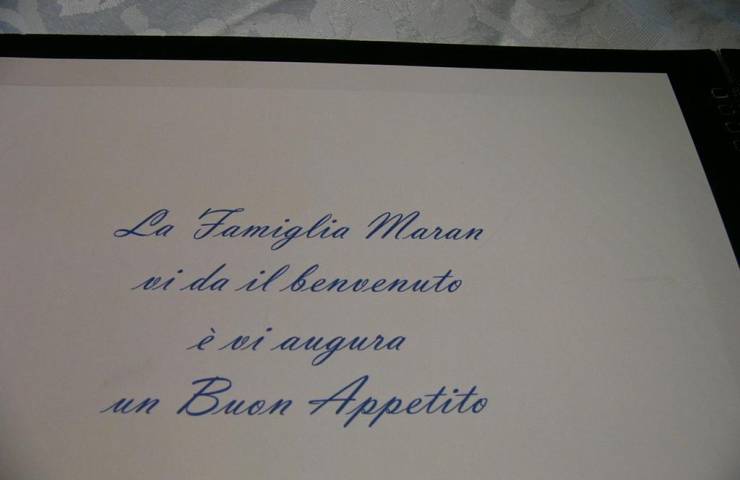 La Famiglia Maran
vi da il benvenuto
è vi augura
un Buon Appetito